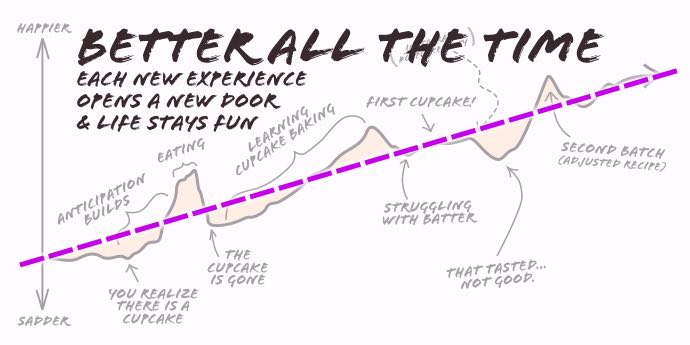 HAPPIER
BETTER ALL THE TIME
EACH NEW EXPERIENCE
OPENS A NEW DOOR
& LIFE STAYS FUN
ANTICIPATION
BUILDS
EATING
LEARNING
CUPCAKE BAKING
FIRST CUPCAKE!
SECOND BATCH
(ADJUSTED RECIPE)
STRUGGLING
WITH BATTER
THE
CUPCAKE
IS GONE
THAT TASTED...
NOT GOOD.
YOU REALIZE
THERE IS A
CUPCAKE
SADDER